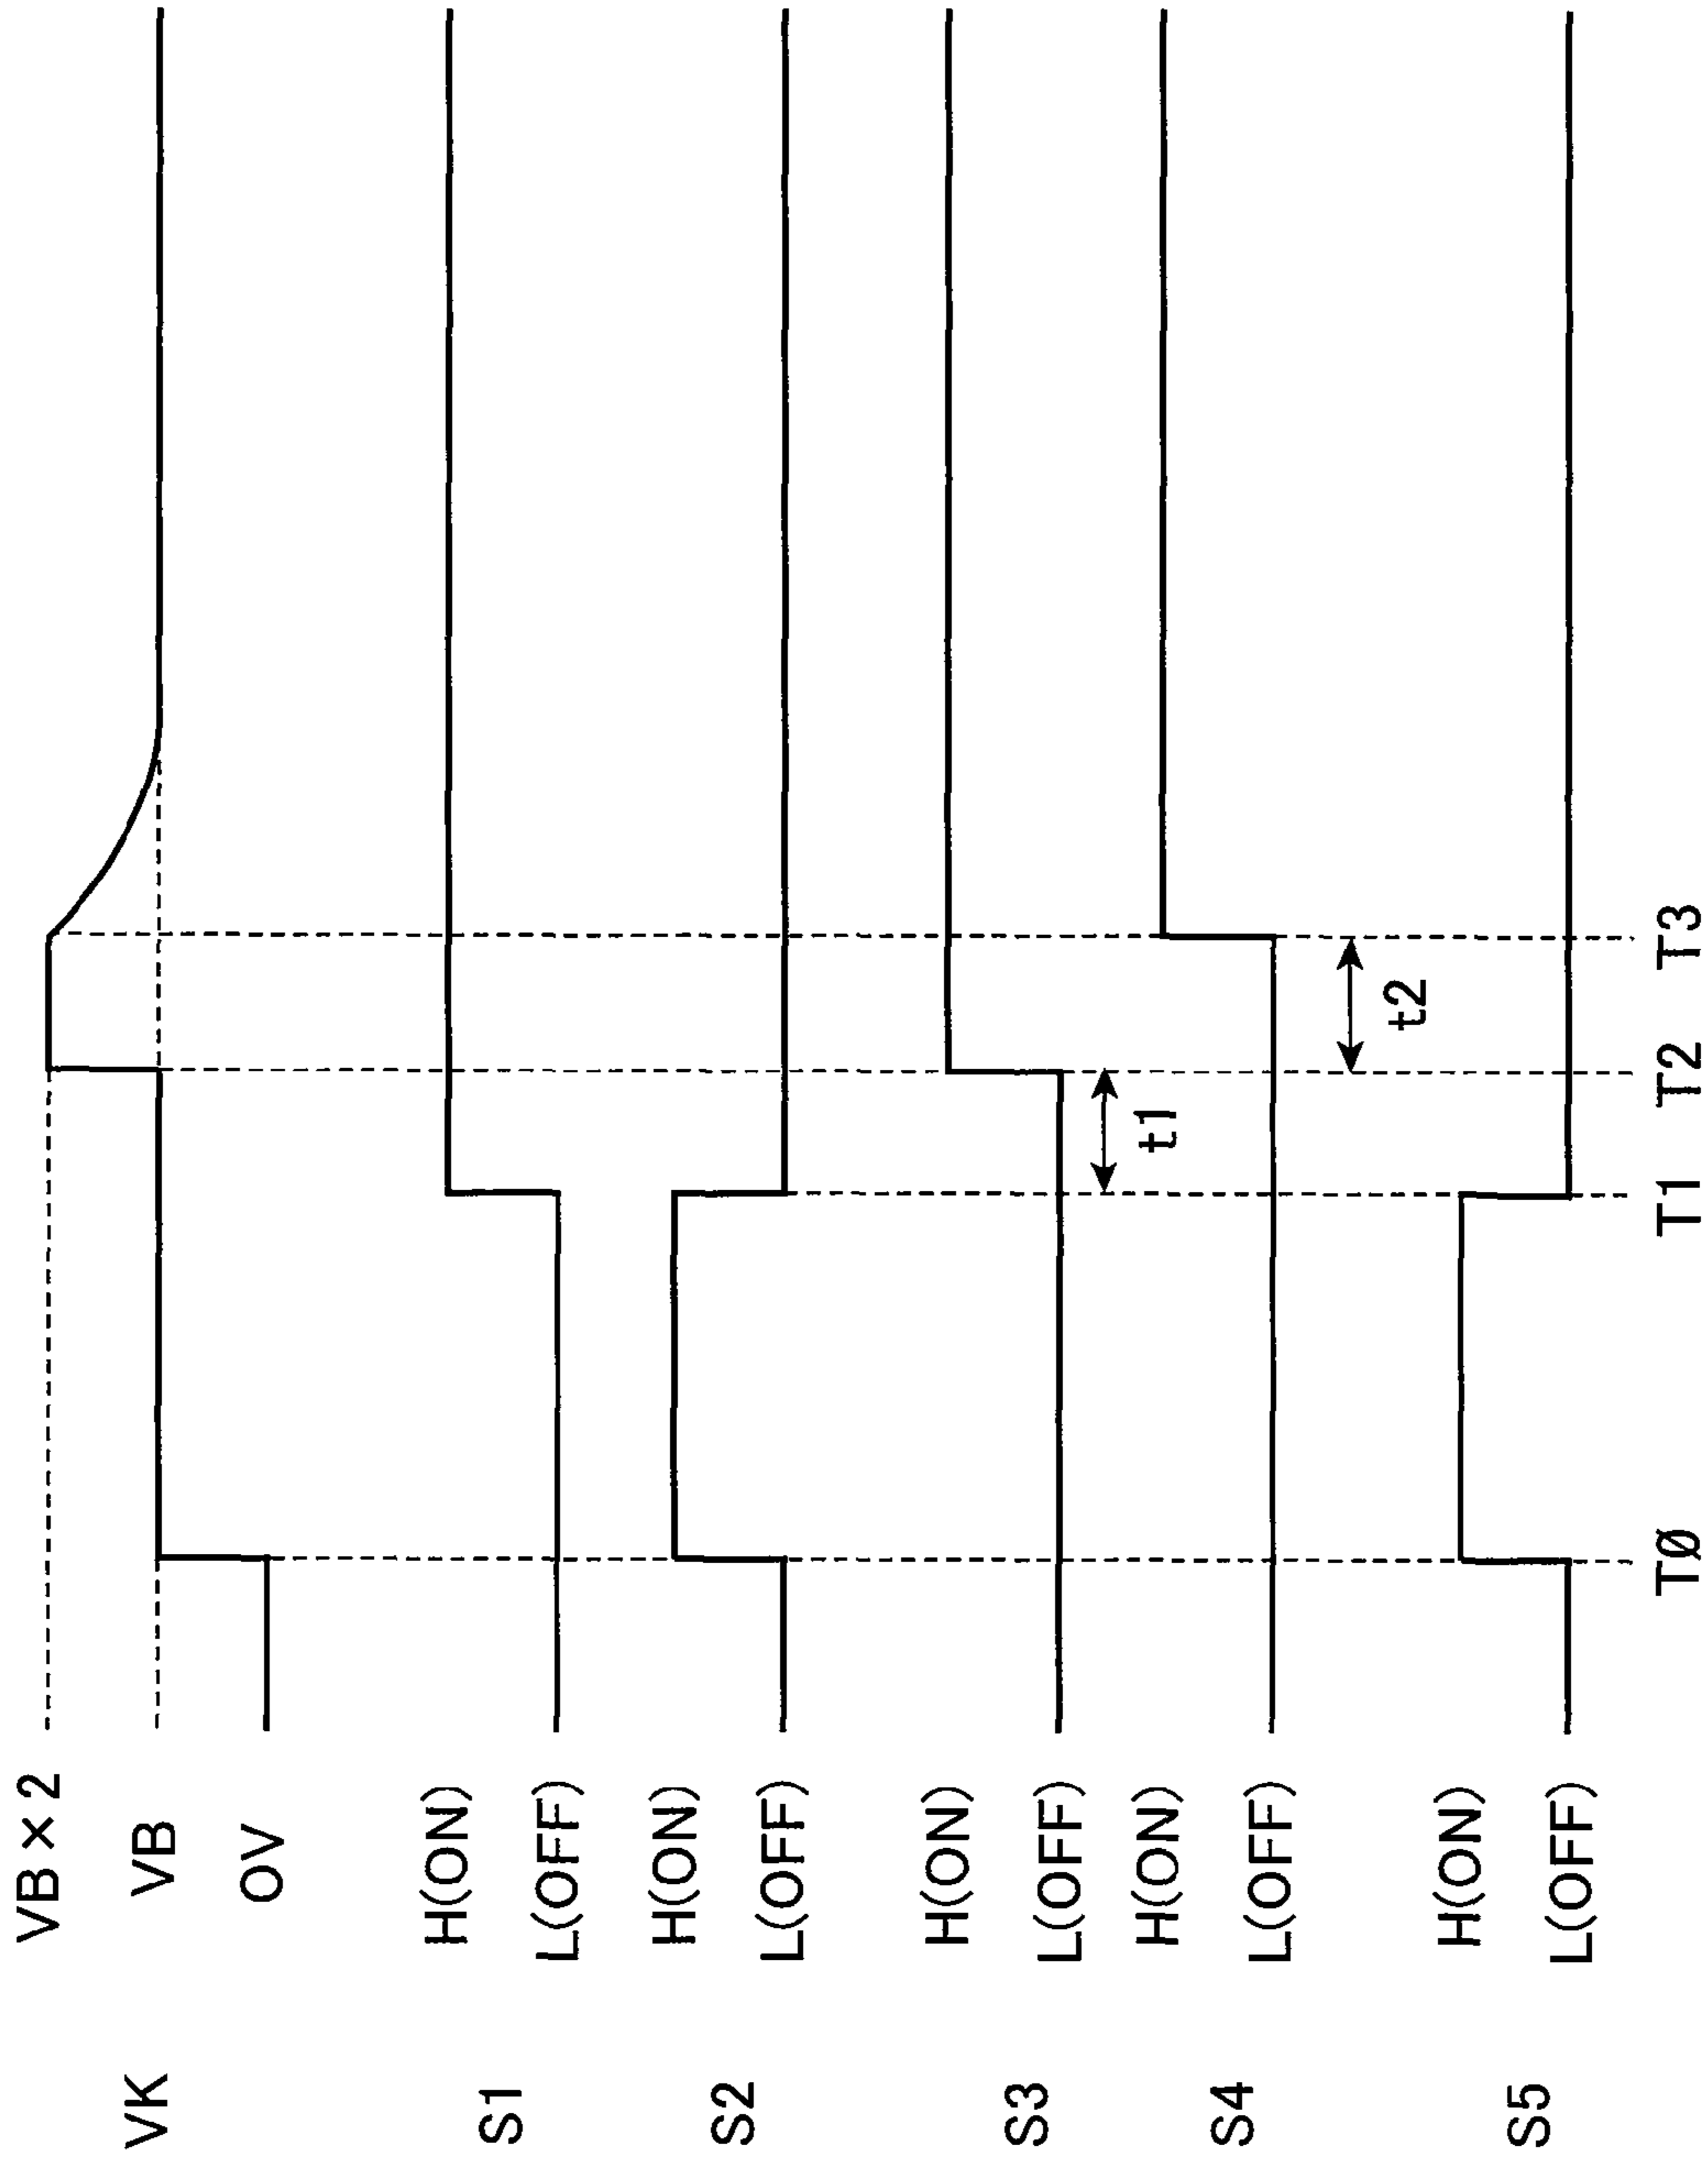 VB×2
VK VB
OV
H(ON)
S1
L(OFF)
H(ON)
S2
L(OFF)
H(ON)
S3
L(OFF)
t1
H(ON)
S4
L(OFF)
t2
H(ON)
S5
L(OFF)
TØ T1 T2 T3